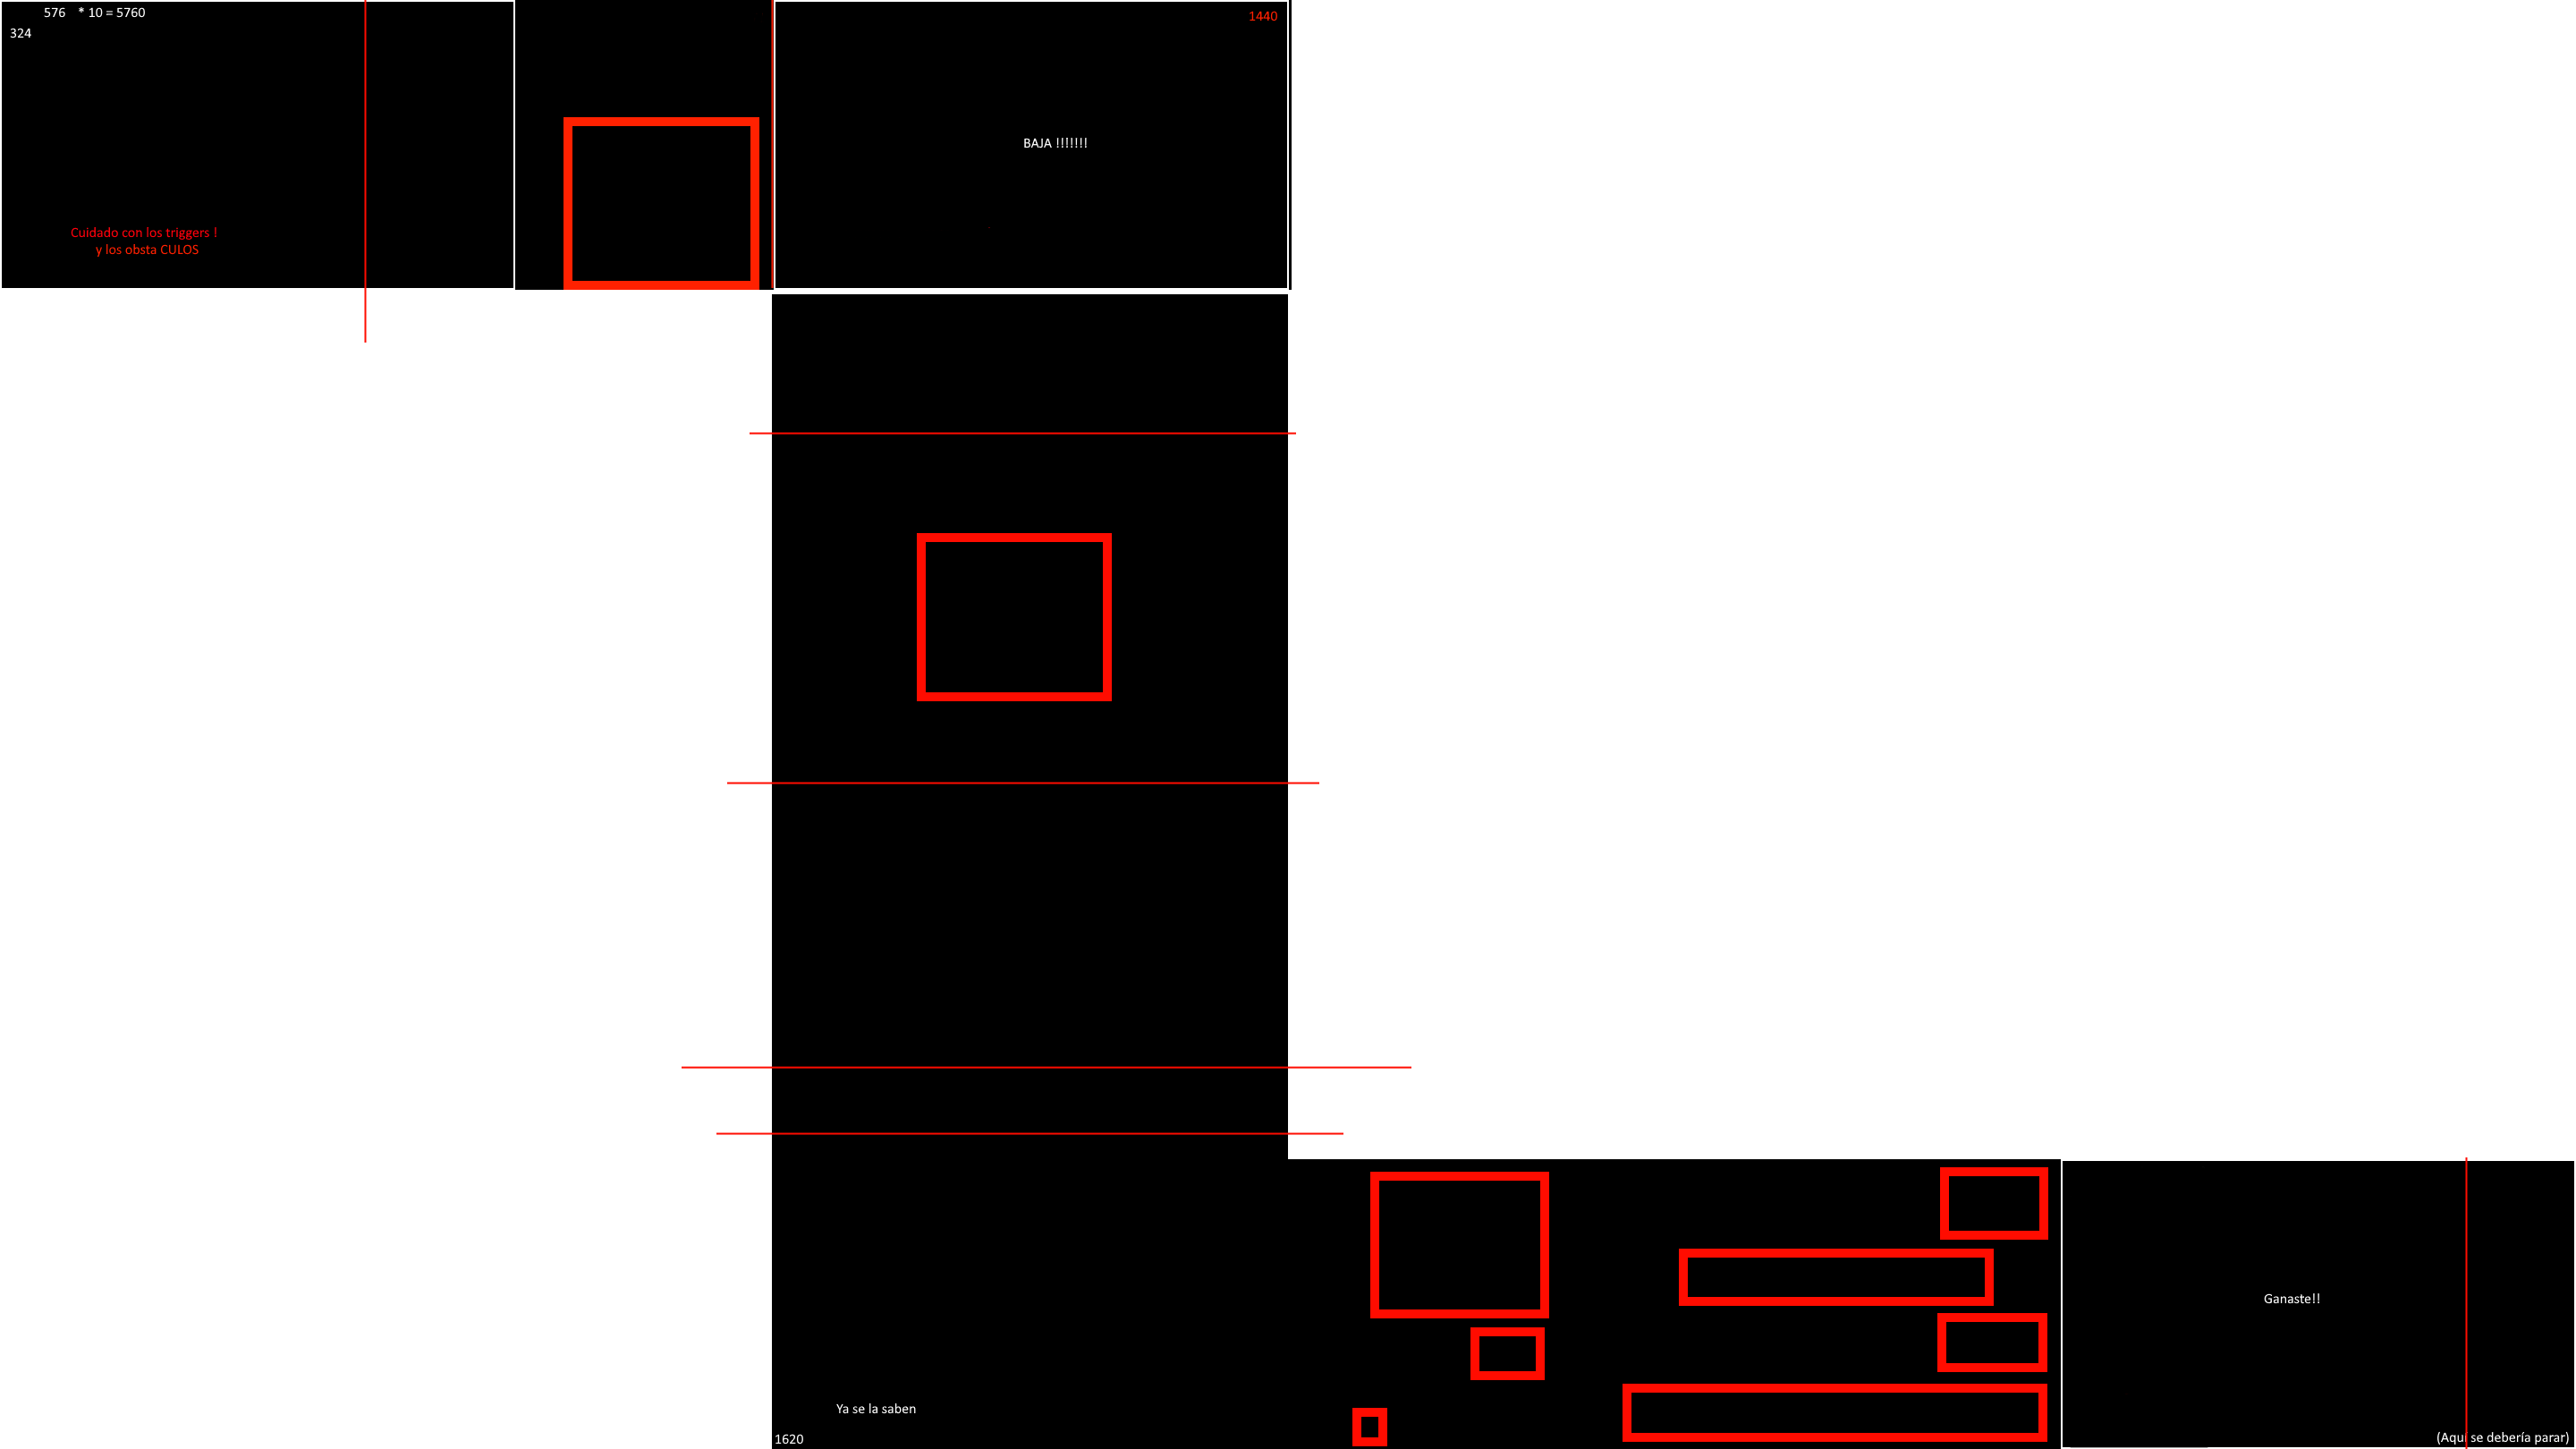 576 * 10 = 5760
324
1440
BAJA !!!!!!!
Cuidado con los triggers !
y los obsta CULOS
Ganaste!!
Ya se la saben
1620
(Aquí se debería parar)